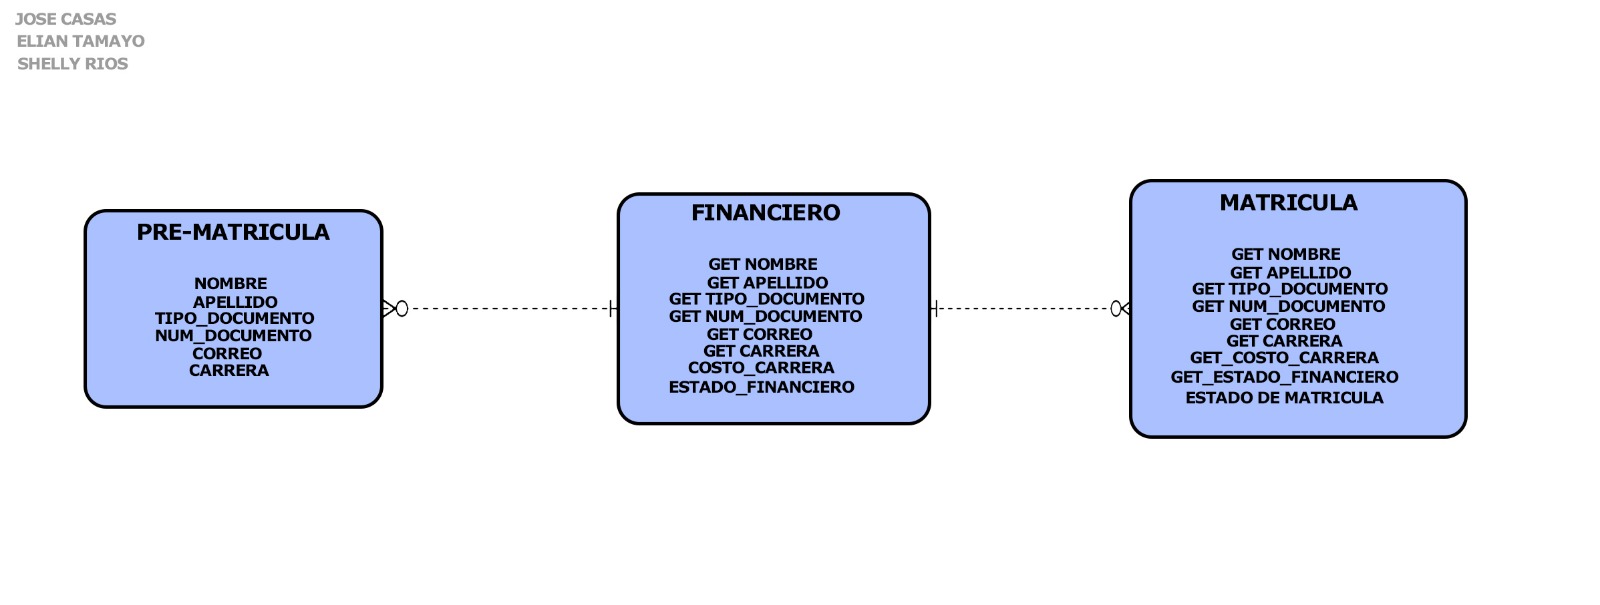 JOSE CASAS
ELIAN TAMAYO
SHELLY RIOS
PRE-MATRICULA
NOMBRE
APELLIDO
TIPO_DOCUMENTO
NUM_DOCUMENTO
CORREO
CARRERA
FINANCIERO
GET NOMBRE
GET APELLIDO
GET TIPO_DOCUMENTO
GET NUM_DOCUMENTO
GET CORREO
GET CARRERA
COSTO_CARRERA
ESTADO_FINANCIERO
MATRICULA
GET NOMBRE
GET APELLIDO
GET TIPO_DOCUMENTO
GET NUM_DOCUMENTO
GET CORREO
GET CARRERA
GET_COSTO_CARRERA
GET_ESTADO_FINANCIERO
ESTADO DE MATRICULA